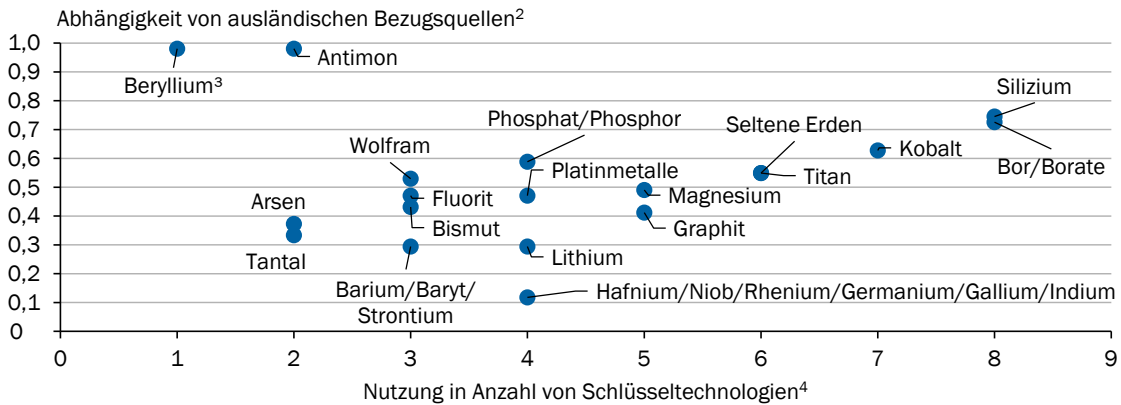 Abhängigkeit von ausländischen Bezugsquellen²
1,0
0,9
0,8
0,7
0,6
0,5
0,4
0,3
0,2
0,1
0
Beryllium³
Antimon
Silizium
Phosphat/Phosphor
Seltene Erden
Wolfram
Kobalt
Platinmetalle
Bor/Borate
Titan
Arsen
Fluorit
Magnesium
Bismut
Graphit
Tantal
Lithium
Barium/Baryt/
Strontium
Hafnium/Niob/Rhenium/Germanium/Gallium/Indium
0 1 2 3 4 5 6 7 8 9
Nutzung in Anzahl von Schlüsseltechnologien⁴